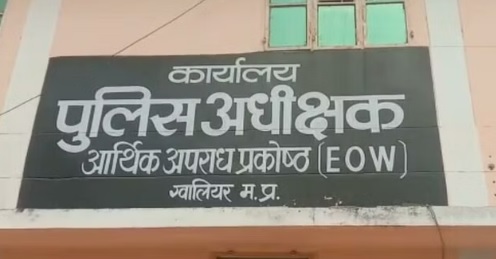 कार्यालय
पुलिस अधीक्षक
आर्थिक अपराध प्रकोष्ठ (EOW)
ग्वालियर म.प्र.